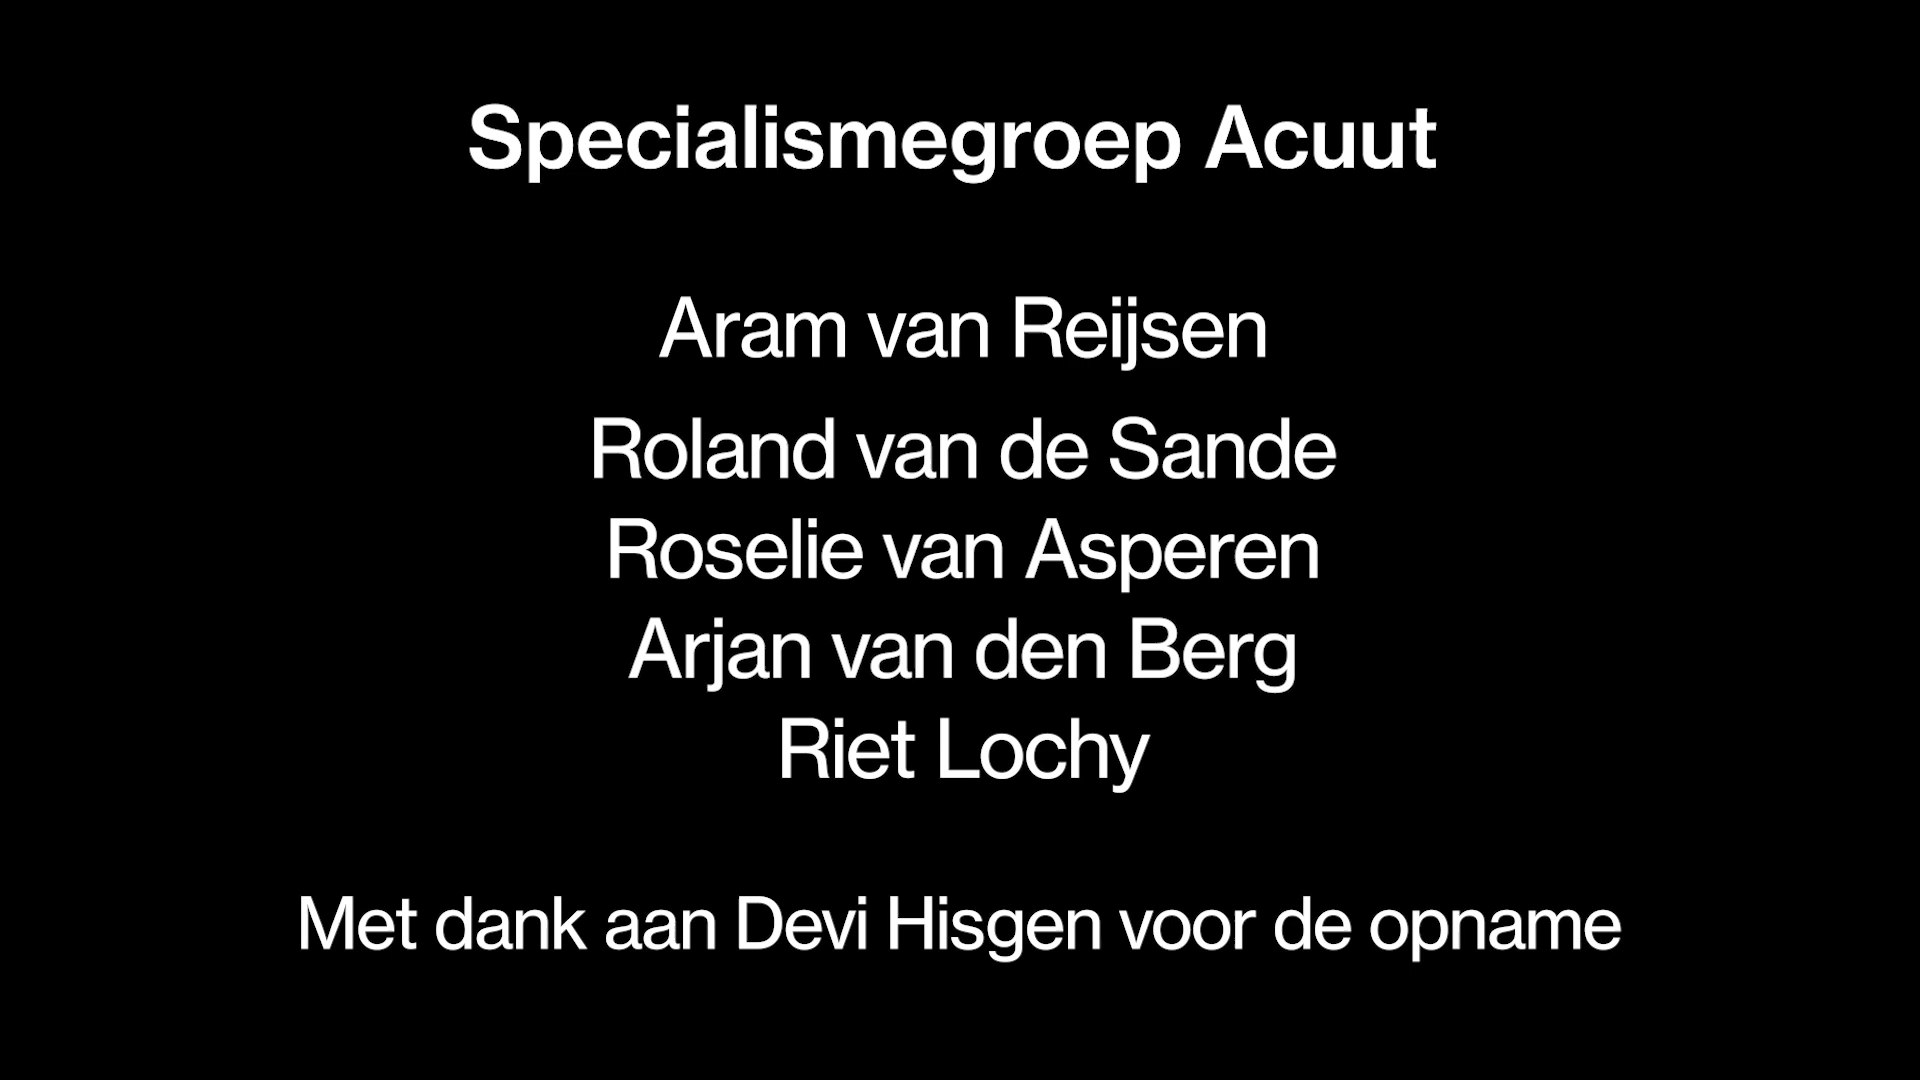 Specialismegroep Acuut
Aram van Reijsen
Roland van de Sande
Roselie van Asperen
Arjan van den Berg
Riet Lochy
Met dank aan Devi Hisgen voor de opname